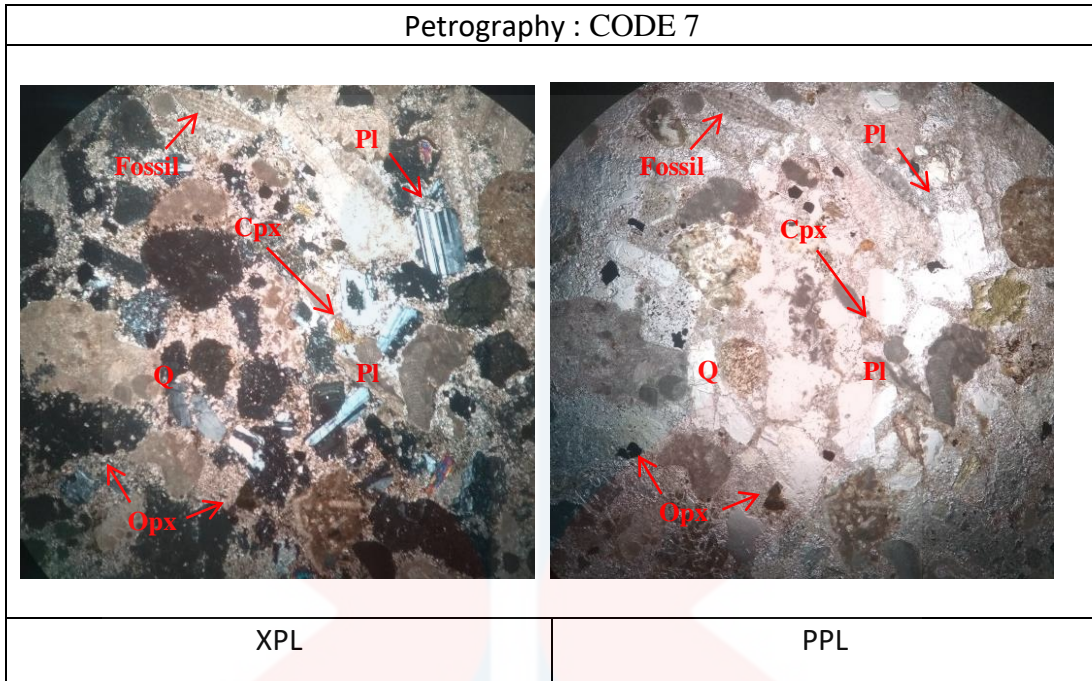 Petrography : CODE 7
Fossil
Pl
Cpx
Q
Pl
Opx
Fossil
Pl
Cpx
Q
Pl
Opx
XPL
PPL